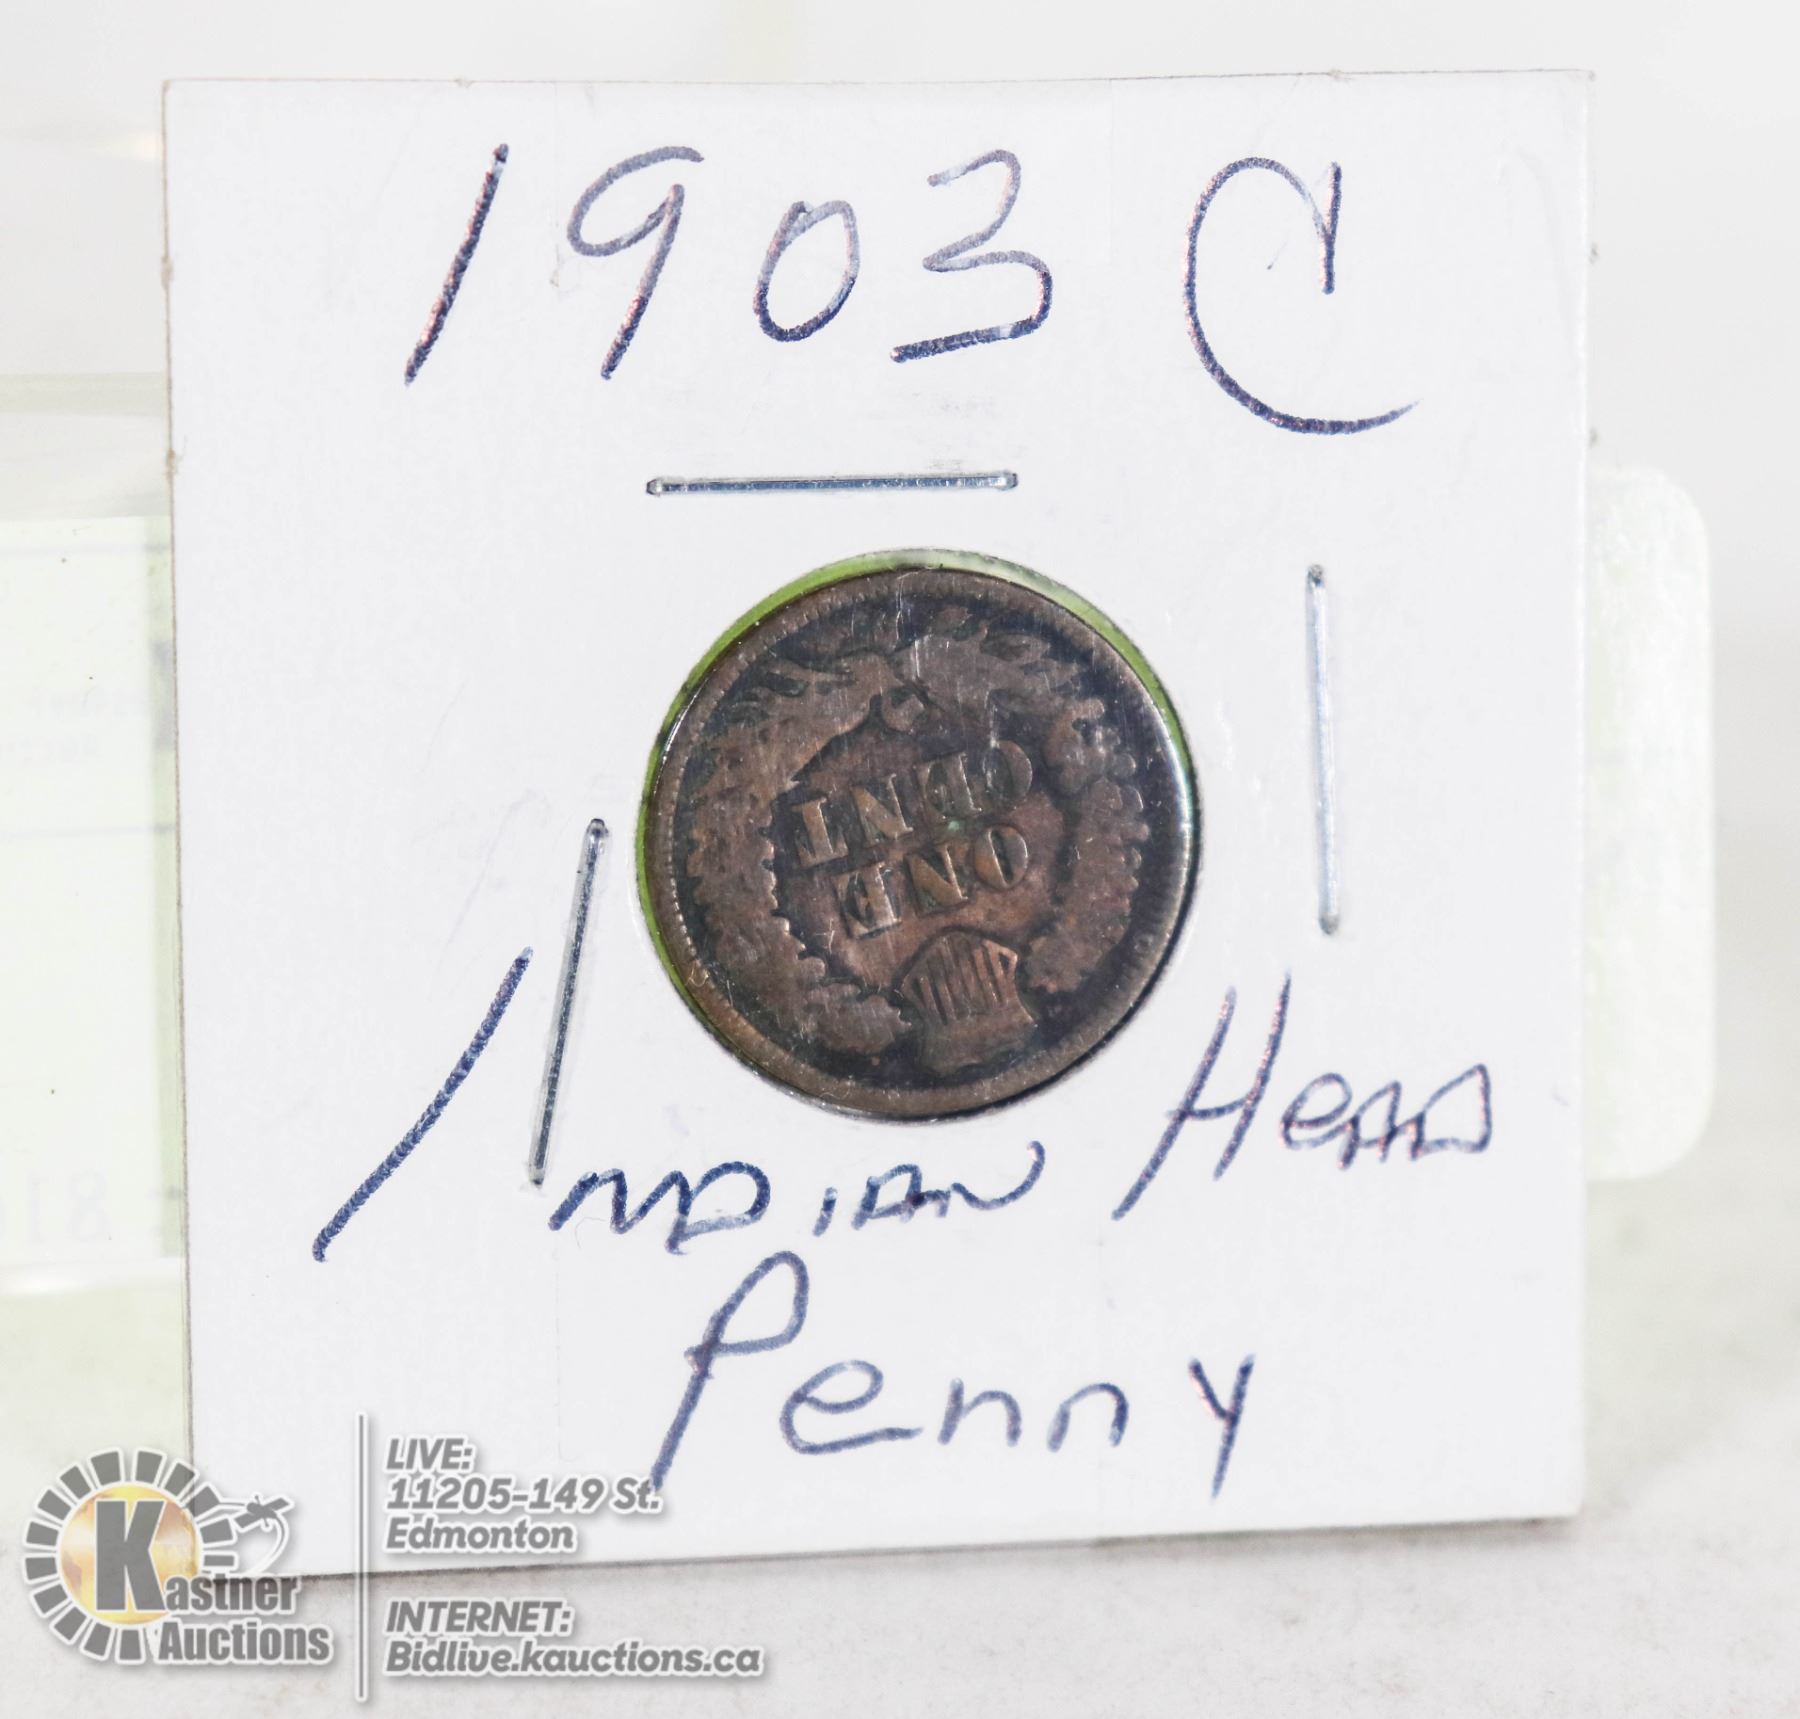 1903 C
ONE
CENT
Indian Head
Penny
K
Kastner
Auctions
LIVE:
11205-149 St.
Edmonton
INTERNET:
Bidlive.kauctions.ca